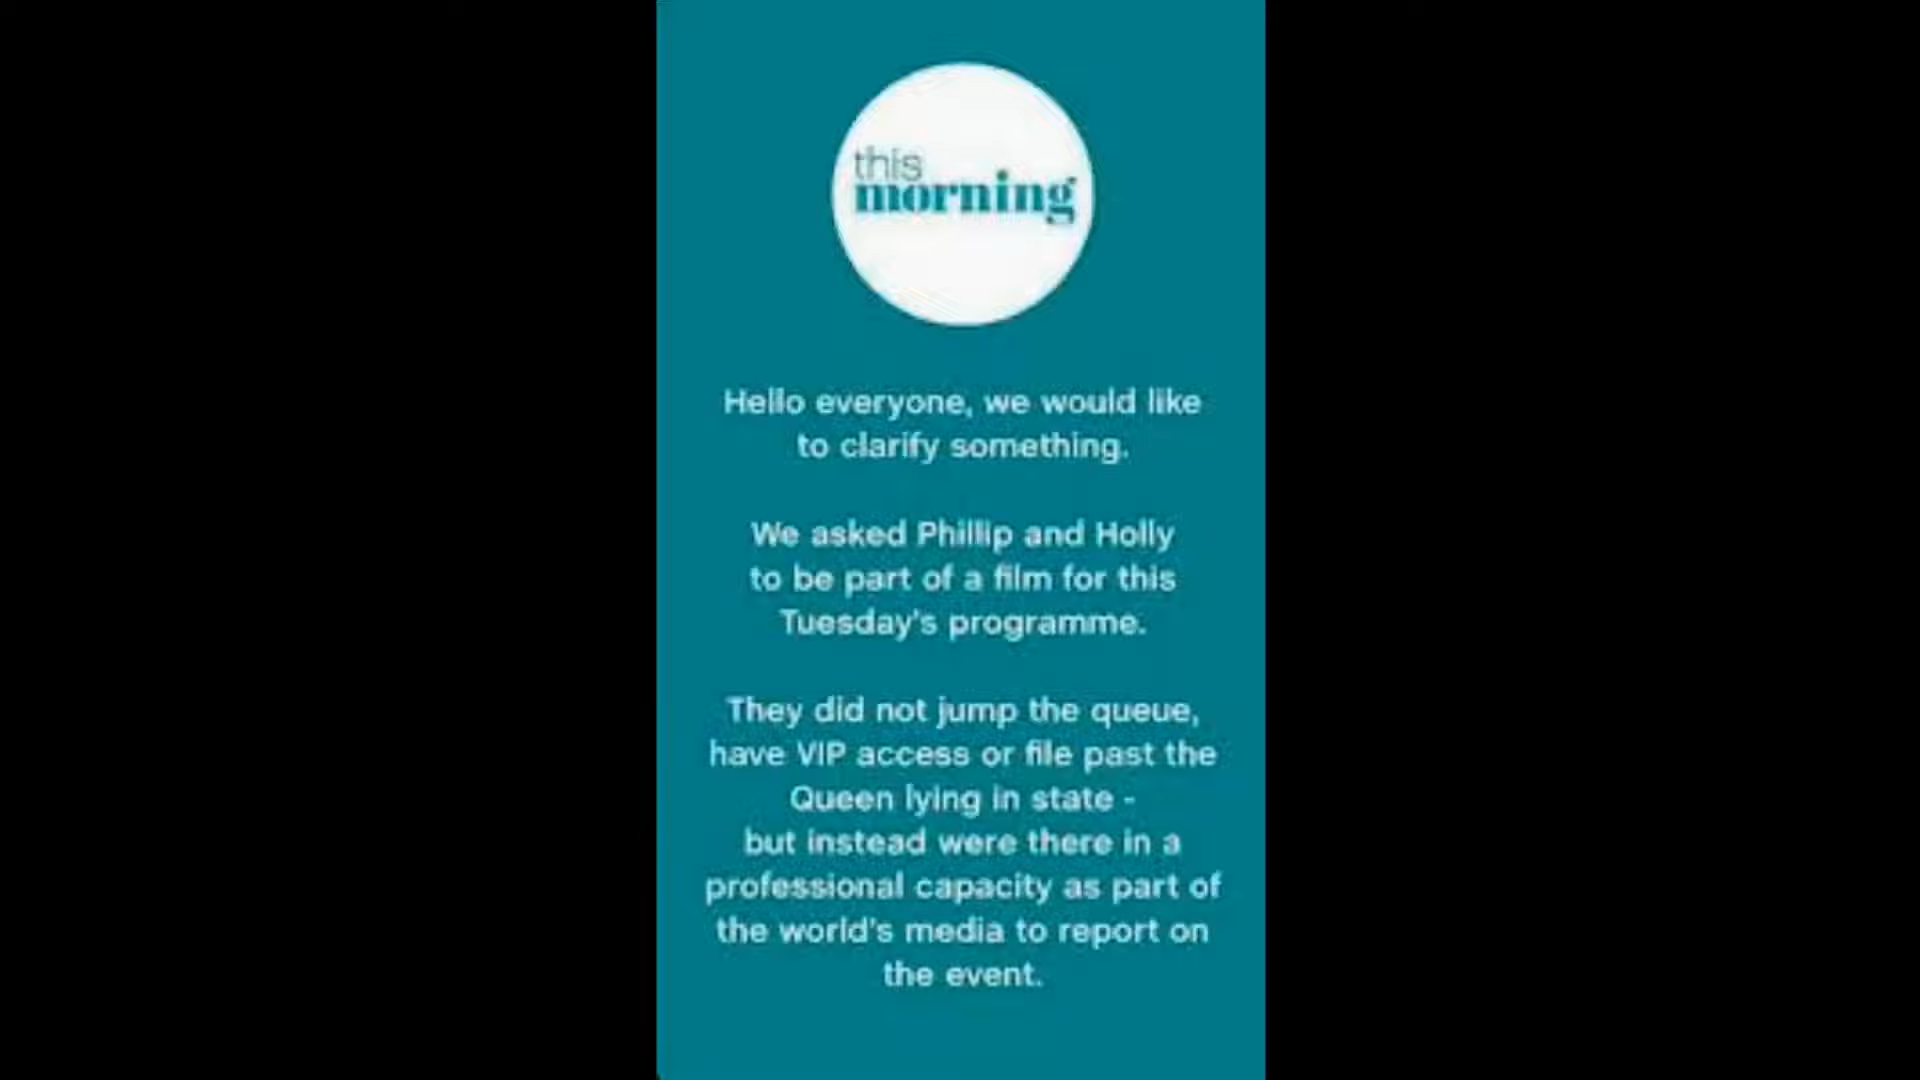 this
morning
Hello everyone, we would like
to clarify something.
We asked Phillip and Holly
to be part of a film for this
Tuesday's programme.
They did not jump the queue,
have VIP access or file past the
Queen lying in state -
but instead were there in a
professional capacity as part of
the world's media to report on
the event.